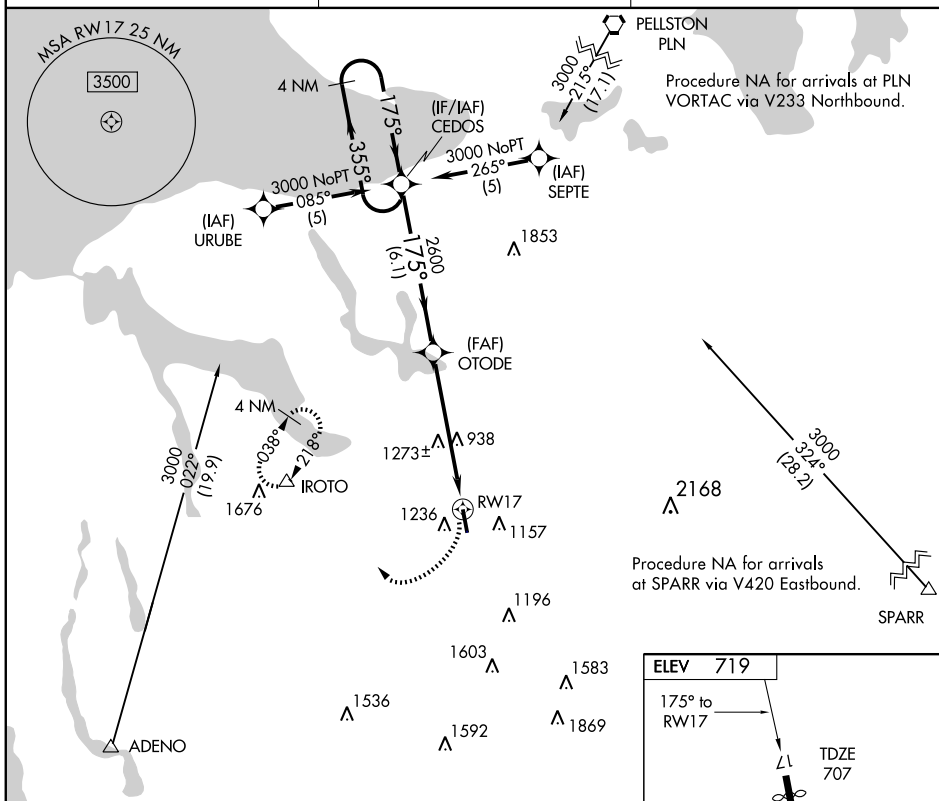 MSA RW17 25 NM
3500
4 NM
175°
355°
(IF/IAF)
CEDOS
PELLSTON
PLN
3000
215°
(17.1)
Procedure NA for arrivals at PLN
VORTAC via V233 Northbound.
3000 NoPT
265°
(5)
(IAF)
SEPTE
3000 NoPT
085°
(5)
(IAF)
URUBE
2600
175°
(6.1)
1853
(FAF)
OTODE
3000
022°
(19.9)
4 NM
038°
218°
IROTO
1676
1273±
938
RW17
1236
1157
2168
3000
324°
(28.2)
Procedure NA for arrivals
at SPARR via V420 Eastbound.
SPARR
1196
1603
1583
1536
1592
1869
ADENO
ELEV 719
175° to
RW17
17
TDZE
707